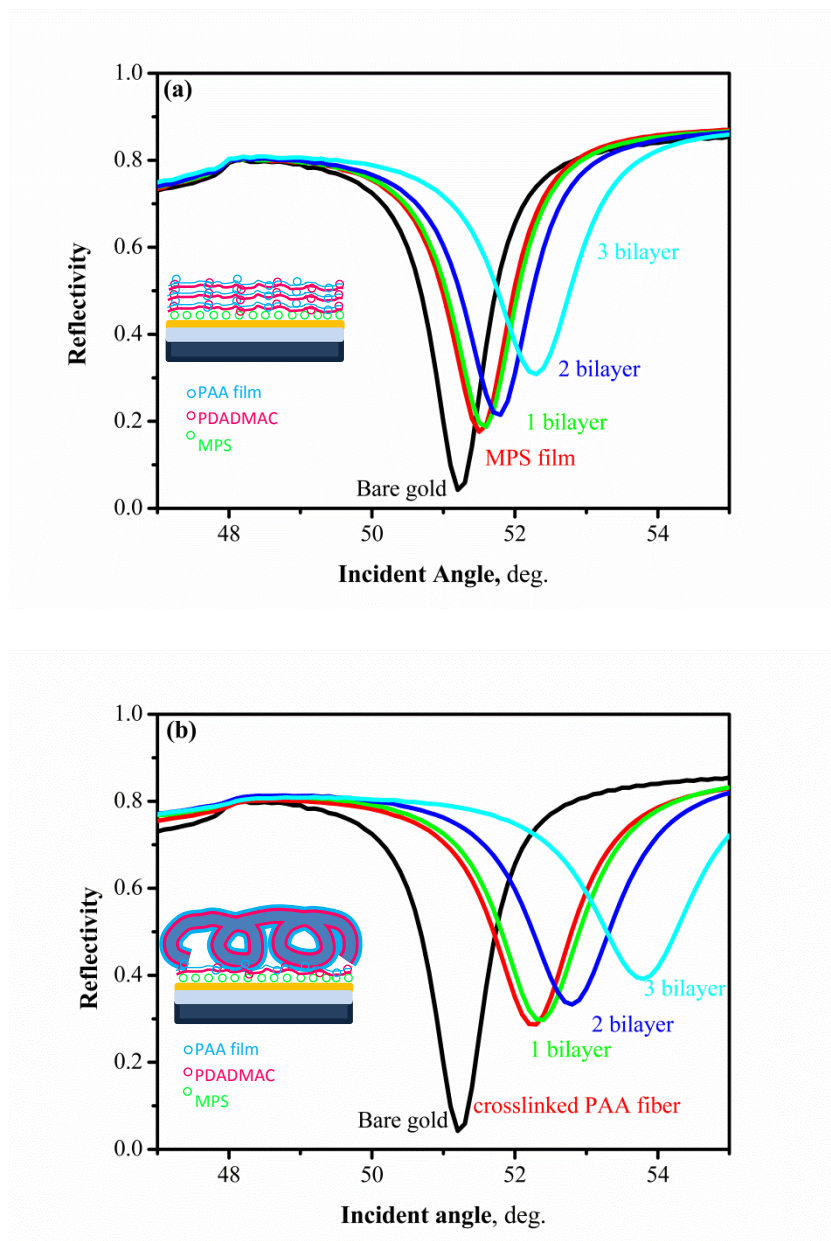 (a)
1.0
0.8
0.6
0.4
0.2
0.0
Reflectivity
3 bilayer
2 bilayer
1 bilayer
MPS film
Bare gold
PAA film
PDADMAC
MPS
48
50
52
54
Incident Angle, deg.
(b)
1.0
0.8
0.6
0.4
0.2
0.0
Reflectivity
3 bilayer
2 bilayer
1 bilayer
crosslinked PAA fiber
Bare gold
PAA film
PDADMAC
MPS
48
50
52
54
Incident angle, deg.